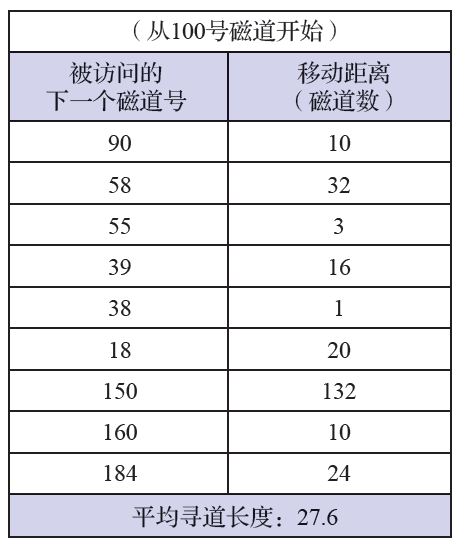 （从100号磁道开始）
被访问的 移动距离
下一个磁道号 （磁道数）
90 10
58 32
55 3
39 16
38 1
18 20
150 132
160 10
184 24
平均寻道长度：27.6